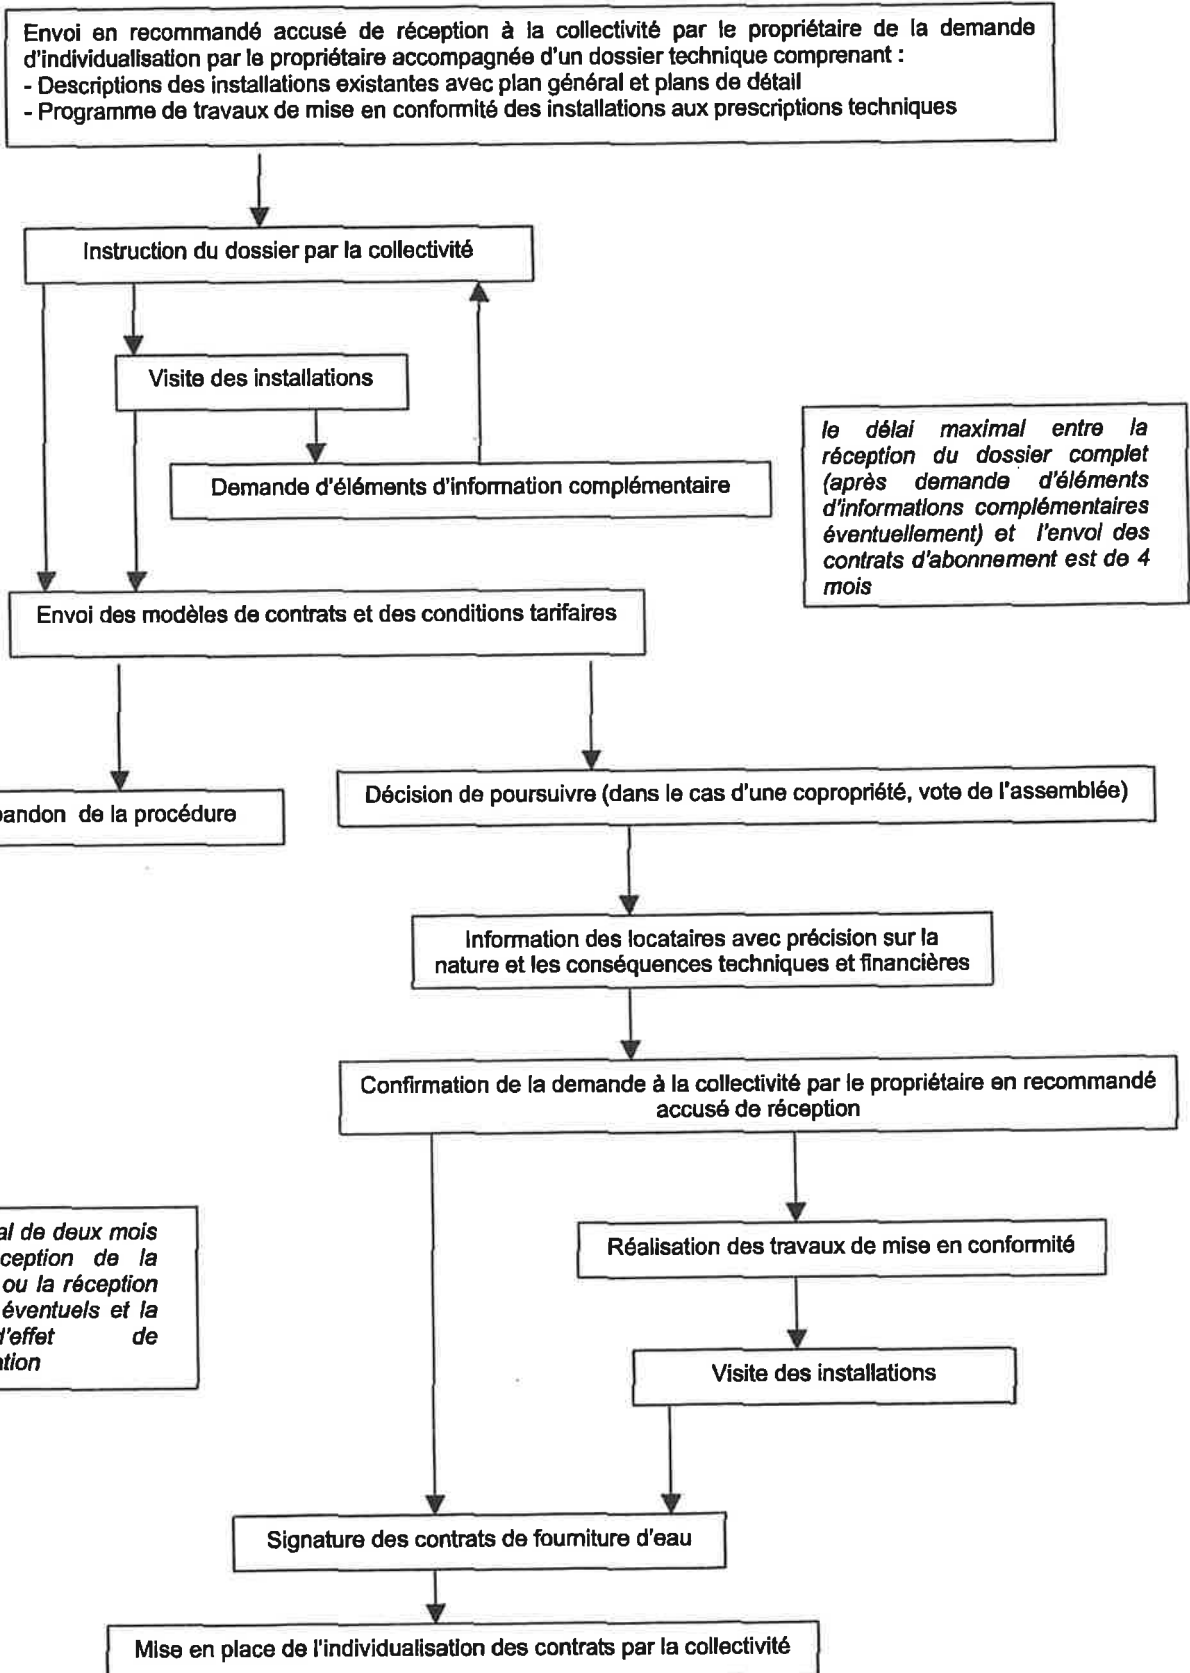 Envoi en recommandé accusé de réception à la collectivité par le propriétaire de la demande
d'individualisation par le propriétaire accompagnée d'un dossier technique comprenant :
- Descriptions des installations existantes avec plan général et plans de détail
- Programme de travaux de mise en conformité des installations aux prescriptions techniques
Instruction du dossier par la collectivité
Visite des installations
Demande d'éléments d'information complémentaire
le délai maximal entre la
réception du dossier complet
(après demande d'éléments
d'informations complémentaires
éventuellement) et l'envoi des
contrats d'abonnement est de 4
mois
Envoi des modèles de contrats et des conditions tarifaires
bandon de la procédure
Décision de poursuivre (dans le cas d'une copropriété, vote de l'assemblée)
Information des locataires avec précision sur la
nature et les conséquences techniques et financières
Confirmation de la demande à la collectivité par le propriétaire en recommandé
accusé de réception
al de deux mois
ception de la
ou la réception
éventuels et la
d'effet de
ation
Réalisation des travaux de mise en conformité
Visite des installations
Signature des contrats de fourniture d'eau
Mise en place de l'individualisation des contrats par la collectivité